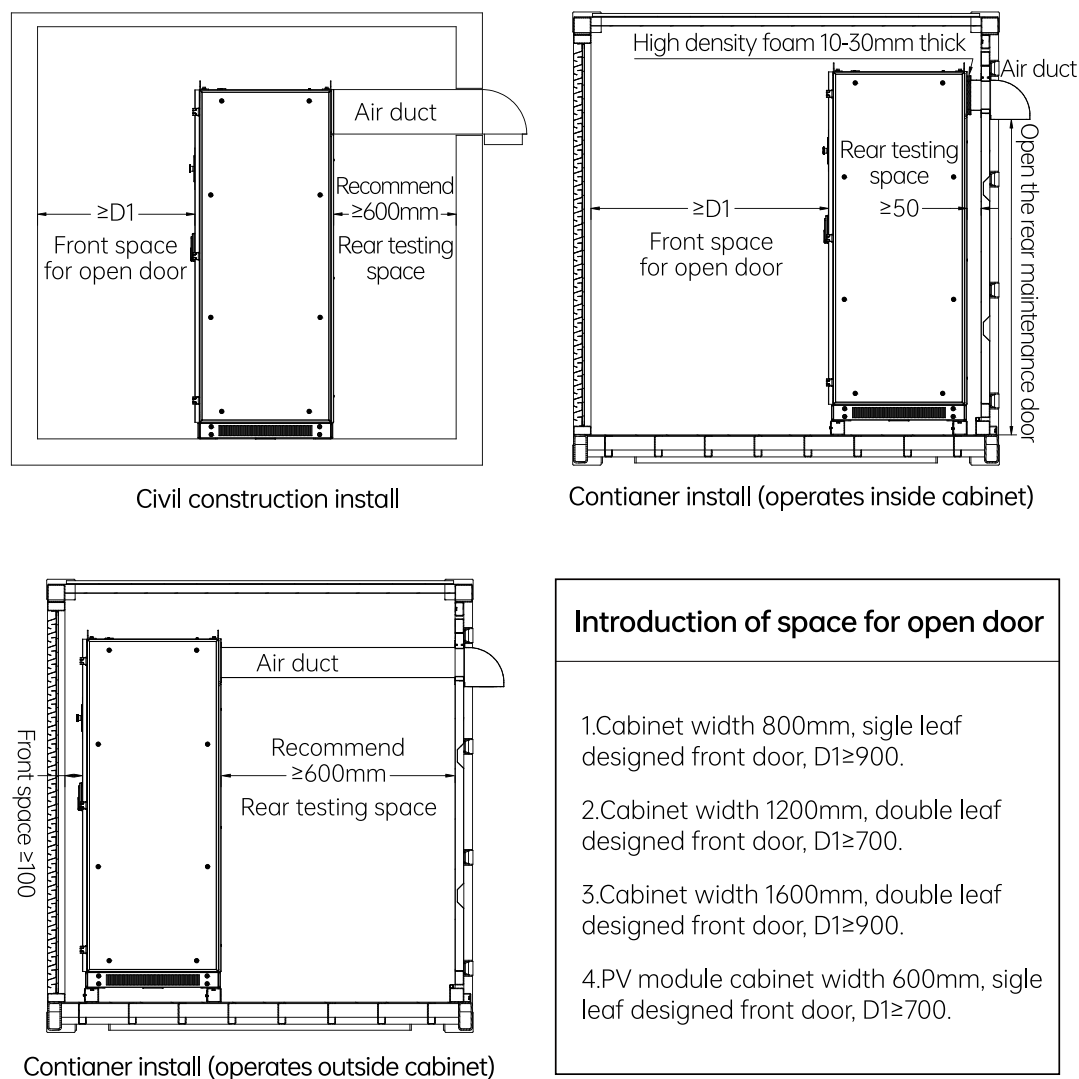 Air duct
≥D1
Front space
for open door
Recommend
≥600mm
Rear testing
space
Civil construction install
High density foam 10-30mm thick
Air duct
Rear testing
space
≥50
≥D1
Front space
for open door
Open the rear maintenance door
Contianer install (operates inside cabinet)
Air duct
Front space ≥100
Recommend
≥600mm
Rear testing space
Contianer install (operates outside cabinet)
Introduction of space for open door
1.Cabinet width 800mm, sigle leaf
designed front door, D1≥900.
2.Cabinet width 1200mm, double leaf
designed front door, D1≥700.
3.Cabinet width 1600mm, double leaf
designed front door, D1≥900.
4.PV module cabinet width 600mm, sigle
leaf designed front door, D1≥700.